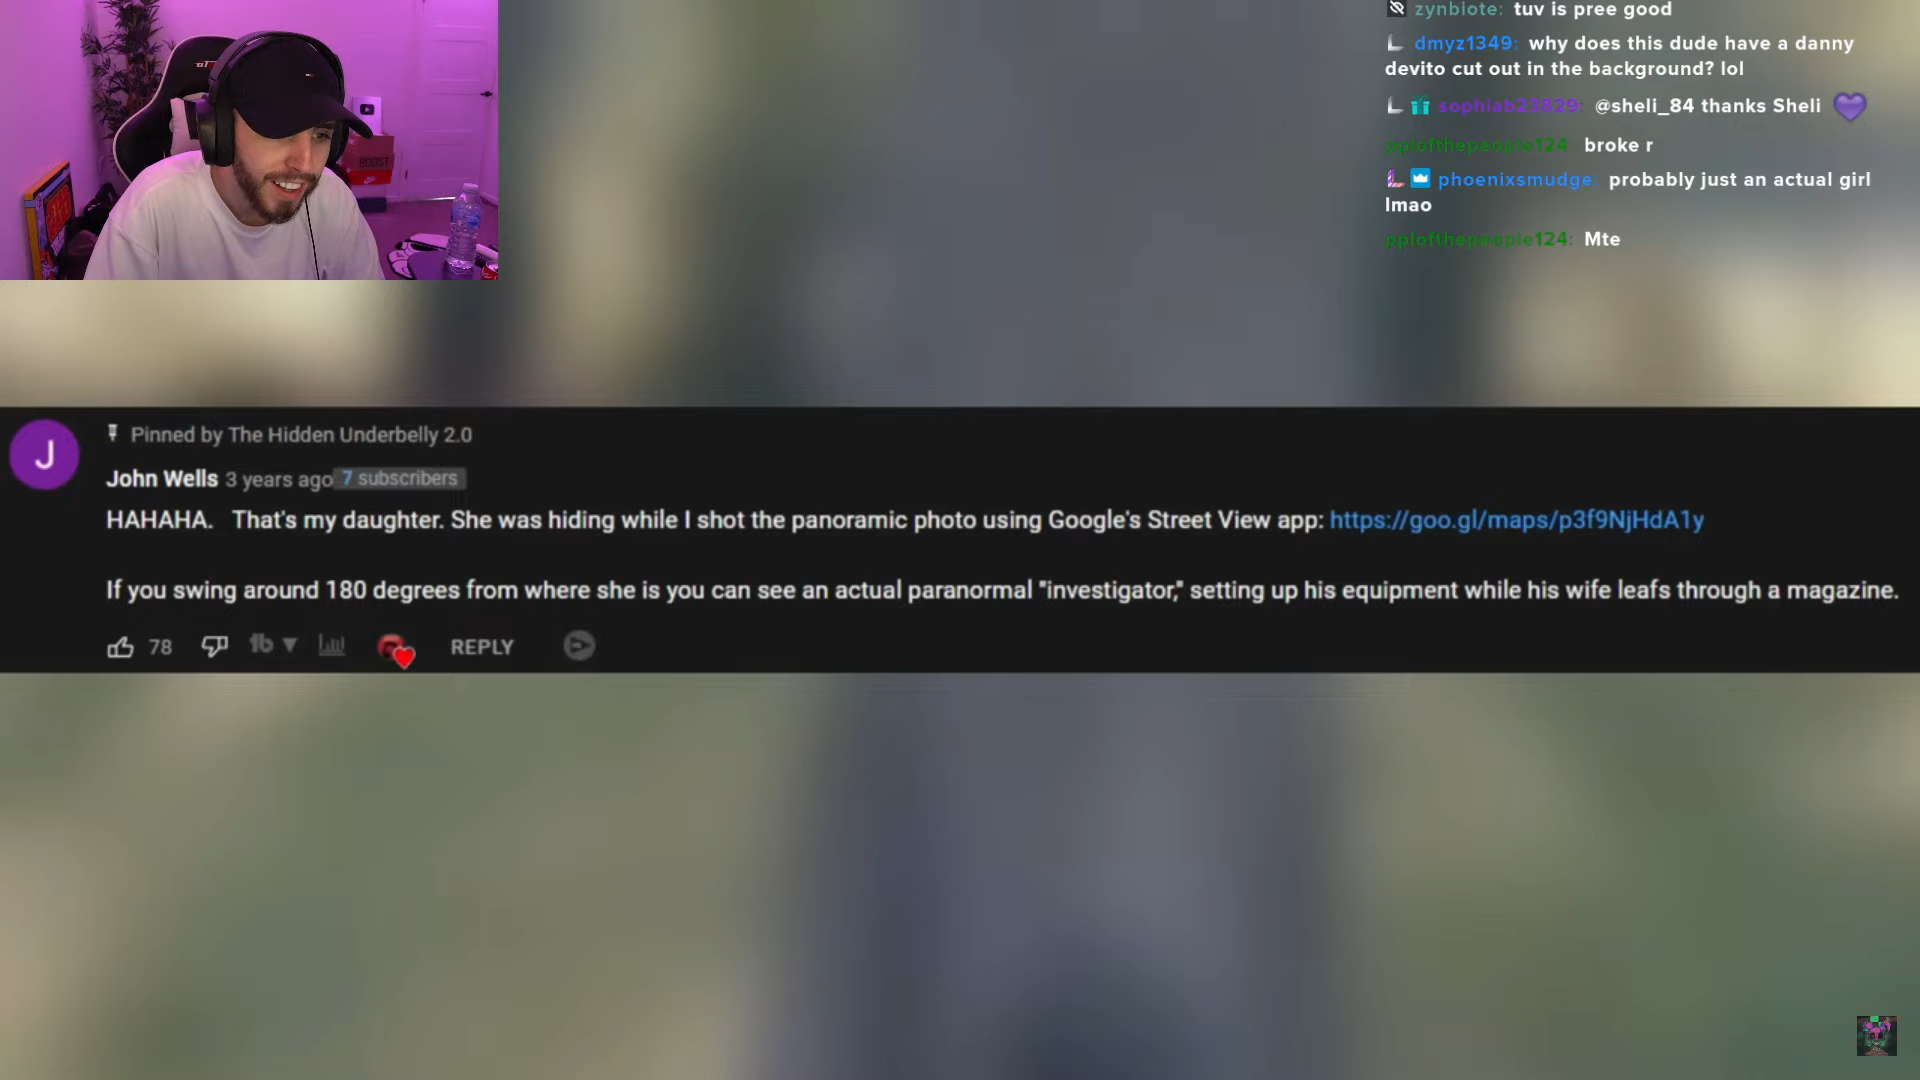 zynbiote: tuv is pree good
dmyz1349: why does this dude have a danny
devito cut out in the background? lol
sophiab23829: @sheli_84 thanks Sheli
pplofthepeople124 broke r
phoenixsmudge: probably just an actual girl
lmao
pplofthepeople124: Mte
BOOST
Pinned by The Hidden Underbelly 2.0
J
John Wells 3 years ago 7 subscribers
HAHAHA. That's my daughter. She was hiding while I shot the panoramic photo using Google's Street View app: https://goo.gl/maps/p3f9NjHdA1y
If you swing around 180 degrees from where she is you can see an actual paranormal "investigator," setting up his equipment while his wife leafs through a magazine.
78 tb REPLY